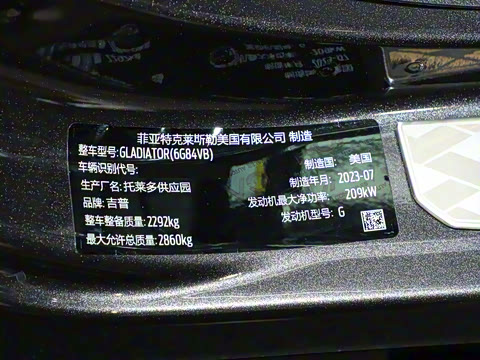 菲亚特克莱斯勒美国有限公司 制造
整车型号:GLADIATOR(6G84VB)
车辆识别代号:
制造国: 美国
生产厂名:托莱多供应园
制造年月: 2023-07
品牌:吉普
发动机最大净功率: 209kW
整车整备质量:2292kg
发动机型号: G
最大允许总质量:2860kg